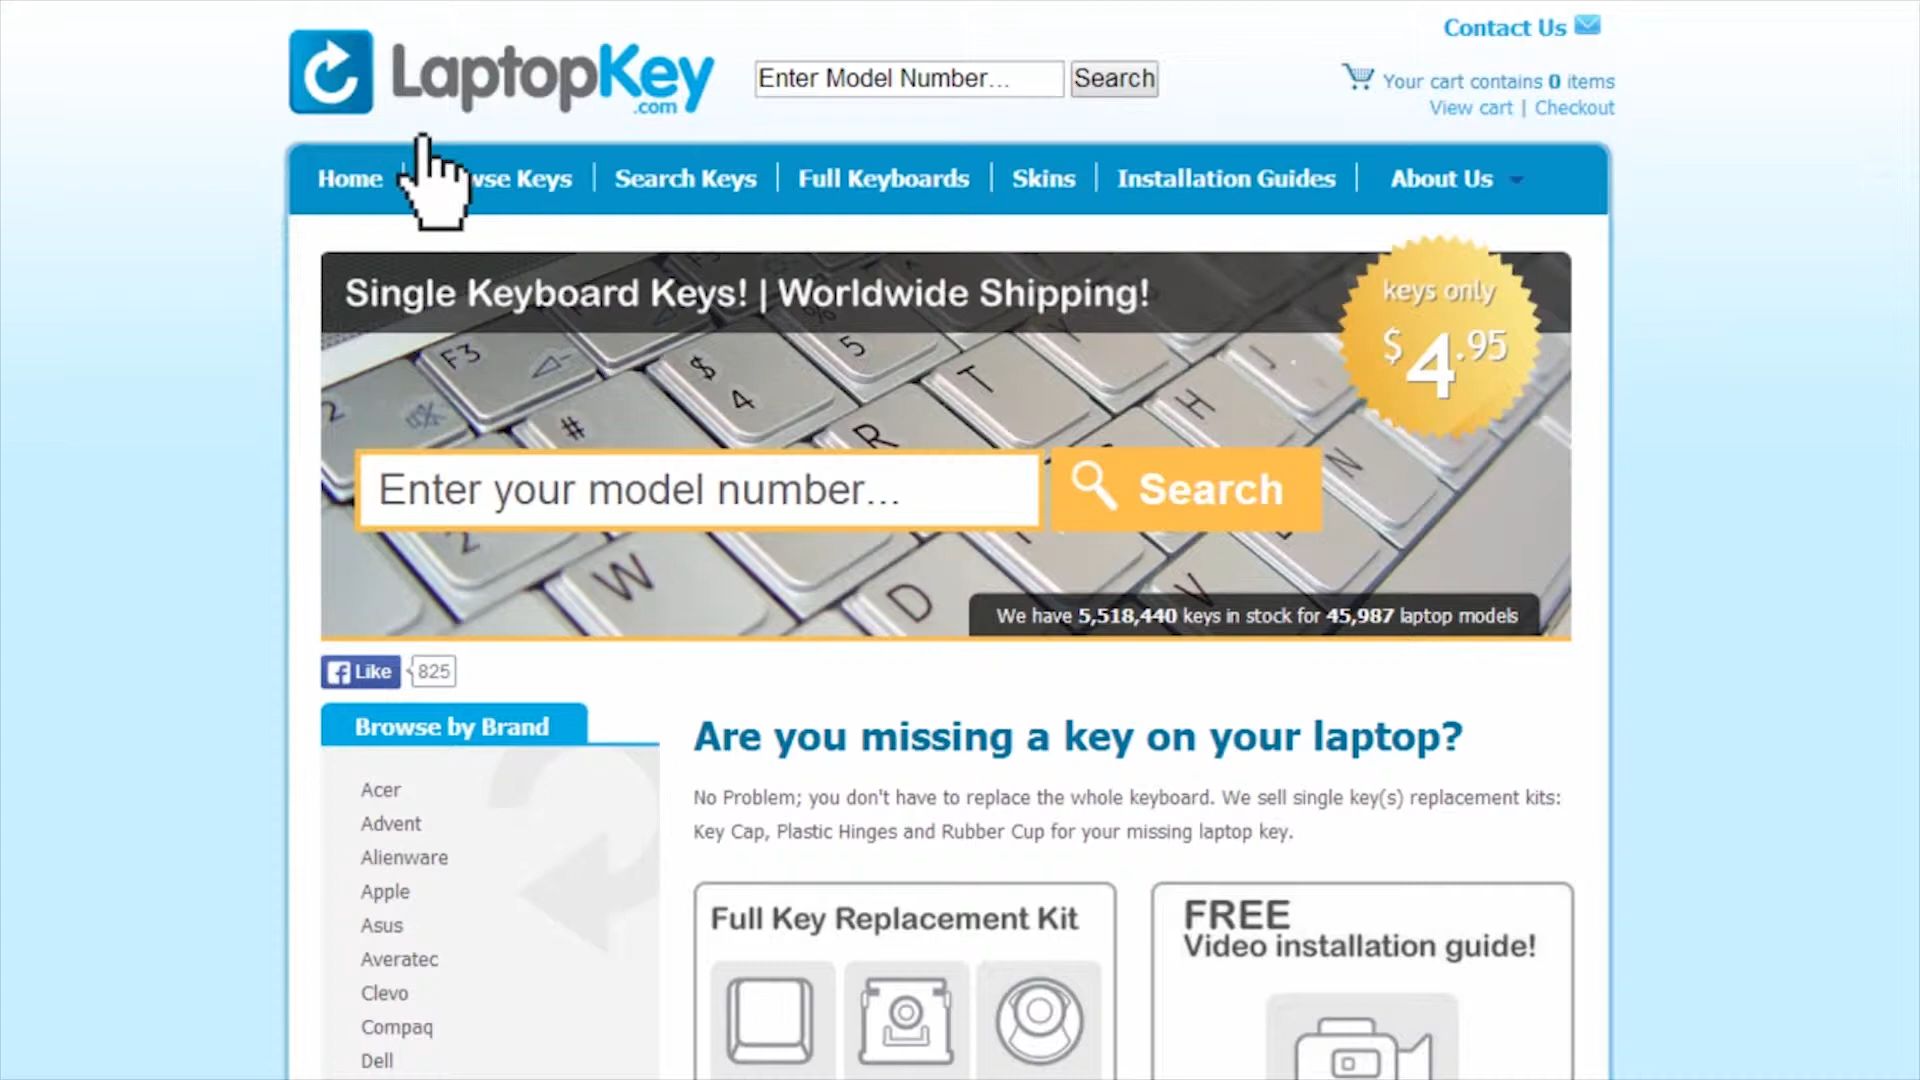 Contact Us
LaptopKey
.com
Enter Model Number...
Search
Your cart contains 0 items
View cart | Checkout
Home
Keys
Search Keys
Full Keyboards
Skins
Installation Guides
About Us
Single Keyboard Keys! | Worldwide Shipping!
keys only
$4.95
F3
$
4
5
T
H
#
R
N
2
W
D
V
Enter your model number...
Search
We have 5,518,440 keys in stock for 45,987 laptop models
Like
825
Browse by Brand
Acer
Advent
Alienware
Apple
Asus
Averatec
Clevo
Compaq
Dell
Are you missing a key on your laptop?
No Problem; you don't have to replace the whole keyboard. We sell single key(s) replacement kits:
Key Cap, Plastic Hinges and Rubber Cup for your missing laptop key.
Full Key Replacement Kit
FREE
Video installation guide!